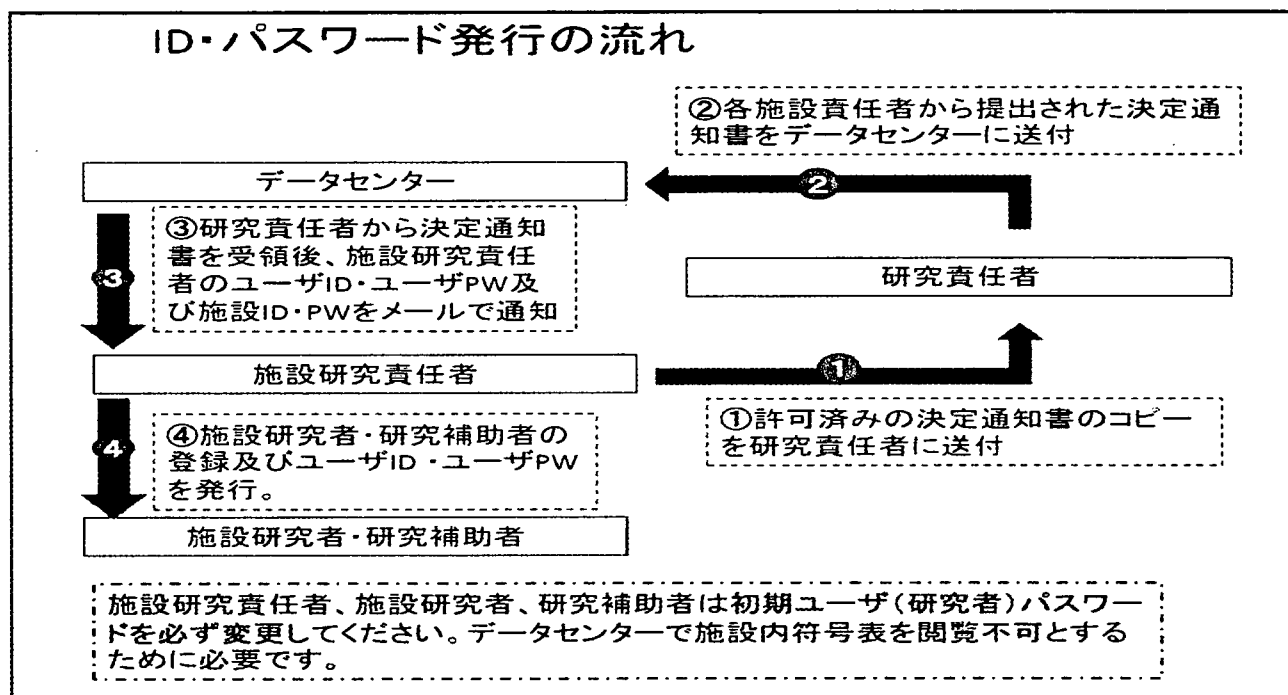 ID・パスワード発行の流れ
②各施設責任者から提出された決定通
知書をデータセンターに送付
データセンター
2
③研究責任者から決定通知
書を受領後、施設研究責任
者のユーザID・ユーザPW及
び施設ID・PWをメールで通知
3
研究責任者
施設研究責任者
1
①許可済みの決定通知書のコピー
を研究責任者に送付
④施設研究者・研究補助者の
登録及びユーザID・ユーザPW
を発行。
4
施設研究者・研究補助者
施設研究責任者、施設研究者、研究補助者は初期ユーザ(研究者)パスワー
ドを必ず変更してください。データセンターで施設内符号表を閲覧不可とする
ために必要です。